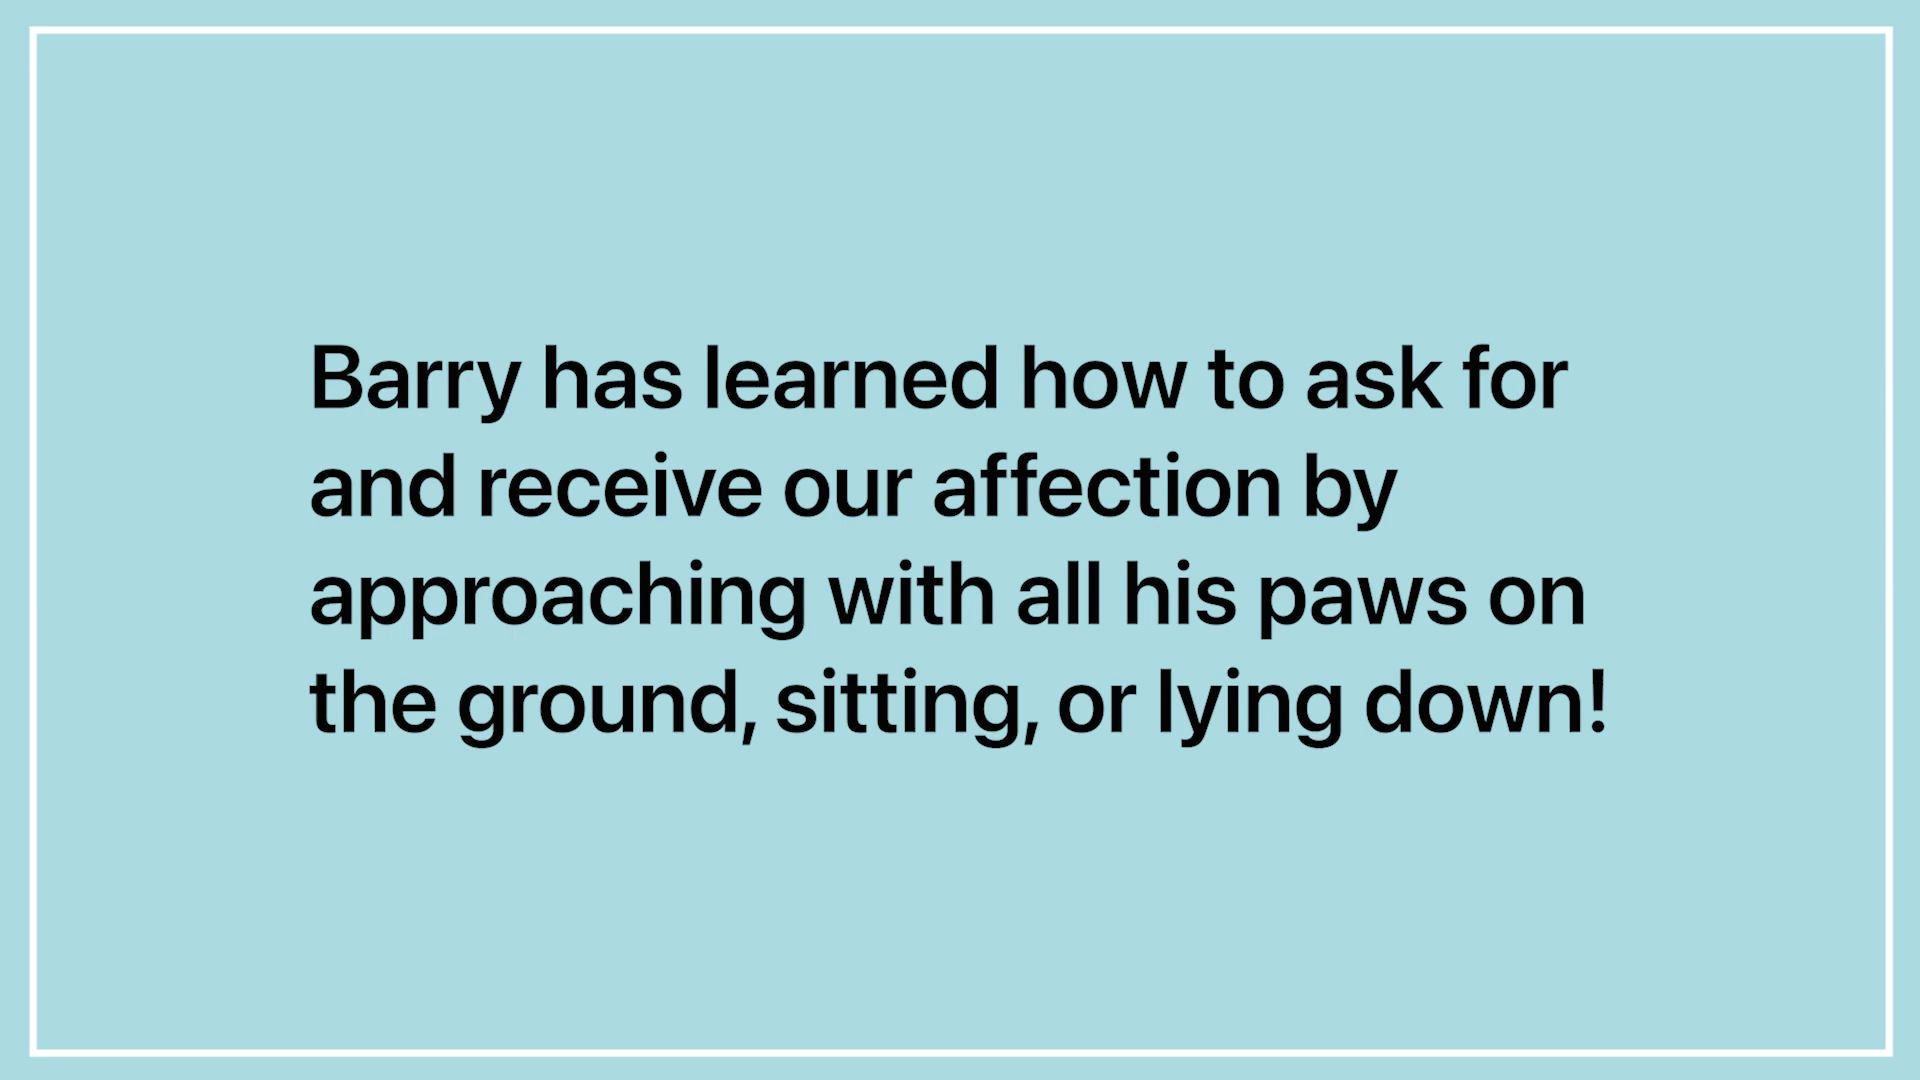 Barry has learned how to ask for
and receive our affection by
approaching with all his paws on
the ground, sitting, or lying down!